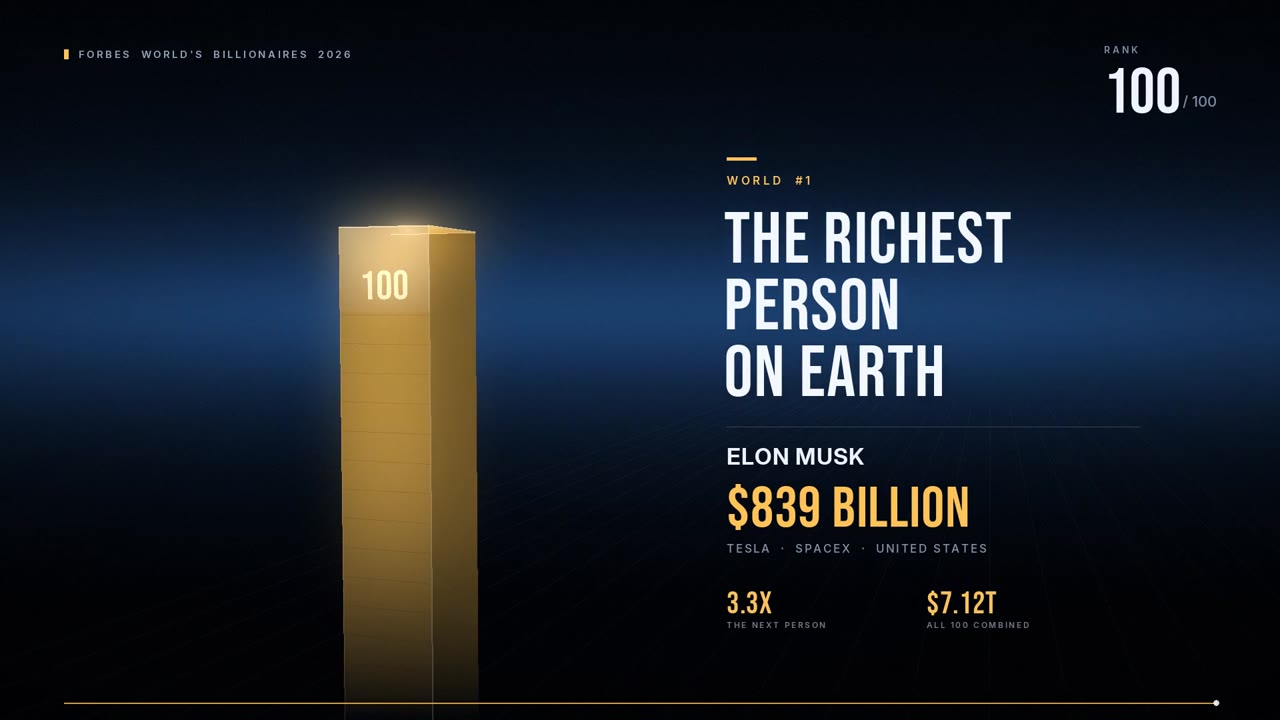 FORBES WORLD'S BILLIONAIRES 2026
RANK
100 / 100
WORLD #1
THE RICHEST
PERSON
ON EARTH
100
ELON MUSK
$839 BILLION
TESLA · SPACEX · UNITED STATES
3.3X
THE NEXT PERSON
$7.12T
ALL 100 COMBINED